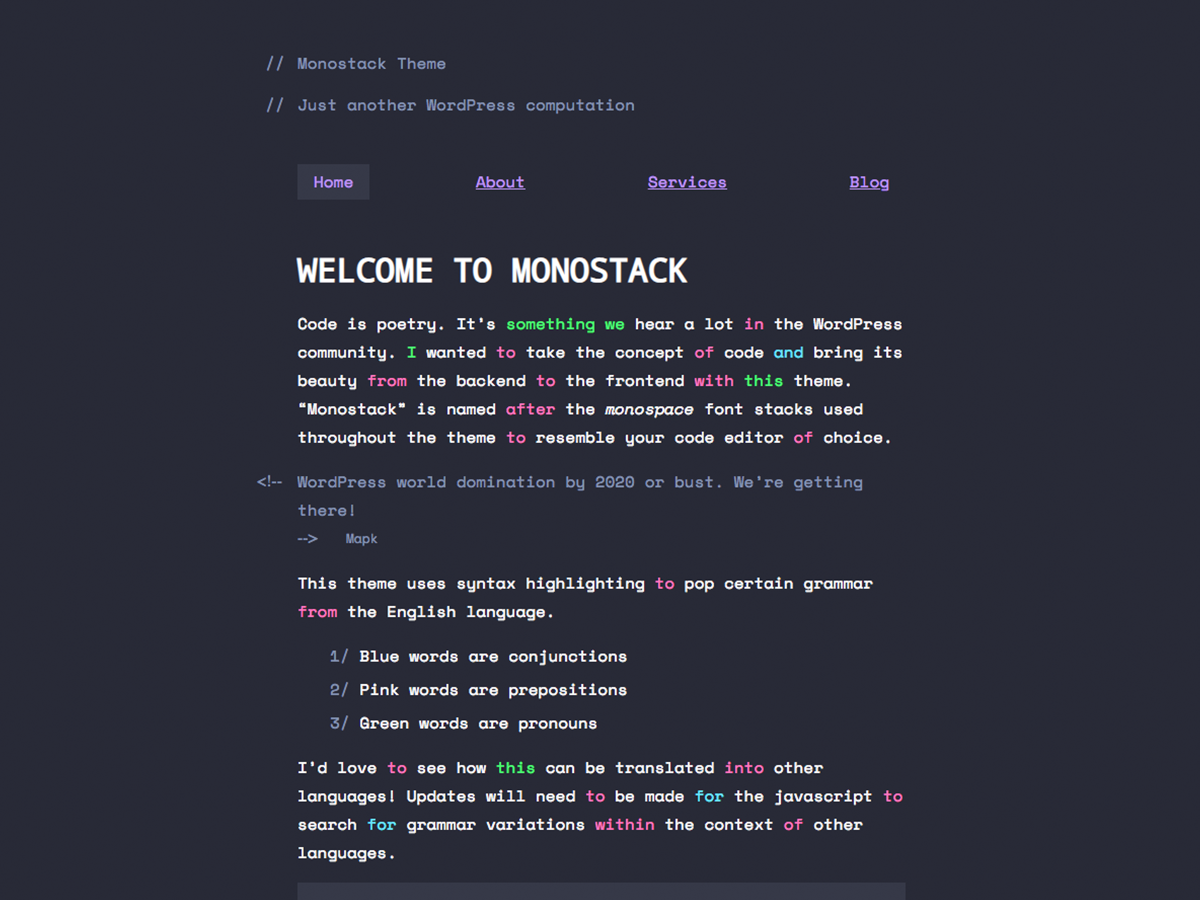 // Monostack Theme
// Just another WordPress computation
Home About Services Blog
WELCOME TO MONOSTACK
Code is poetry. It's something we hear a lot in the WordPress
community. I wanted to take the concept of code and bring its
beauty from the backend to the frontend with this theme.
“Monostack” is named after the monospace font stacks used
throughout the theme to resemble your code editor of choice.
<!-- WordPress world domination by 2020 or bust. We're getting
there!
--> Mapk
This theme uses syntax highlighting to pop certain grammar
from the English language.
1/ Blue words are conjunctions
2/ Pink words are prepositions
3/ Green words are pronouns
I'd love to see how this can be translated into other
languages! Updates will need to be made for the javascript to
search for grammar variations within the context of other
languages.